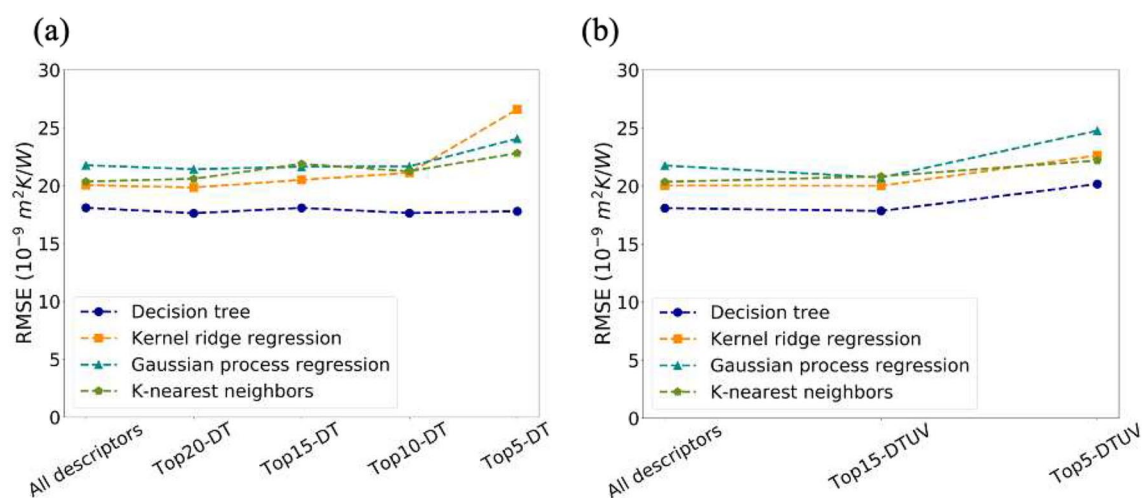 (a)
30
25
20
15
10
5
0
RMSE (10⁻⁹ m²K/W)
Decision tree
Kernel ridge regression
Gaussian process regression
K-nearest neighbors
All descriptors
Top20-DT
Top15-DT
Top10-DT
Top5-DT
(b)
30
25
20
15
10
5
0
RMSE (10⁻⁹ m²K/W)
Decision tree
Kernel ridge regression
Gaussian process regression
K-nearest neighbors
All descriptors
Top15-DTUV
Top5-DTUV